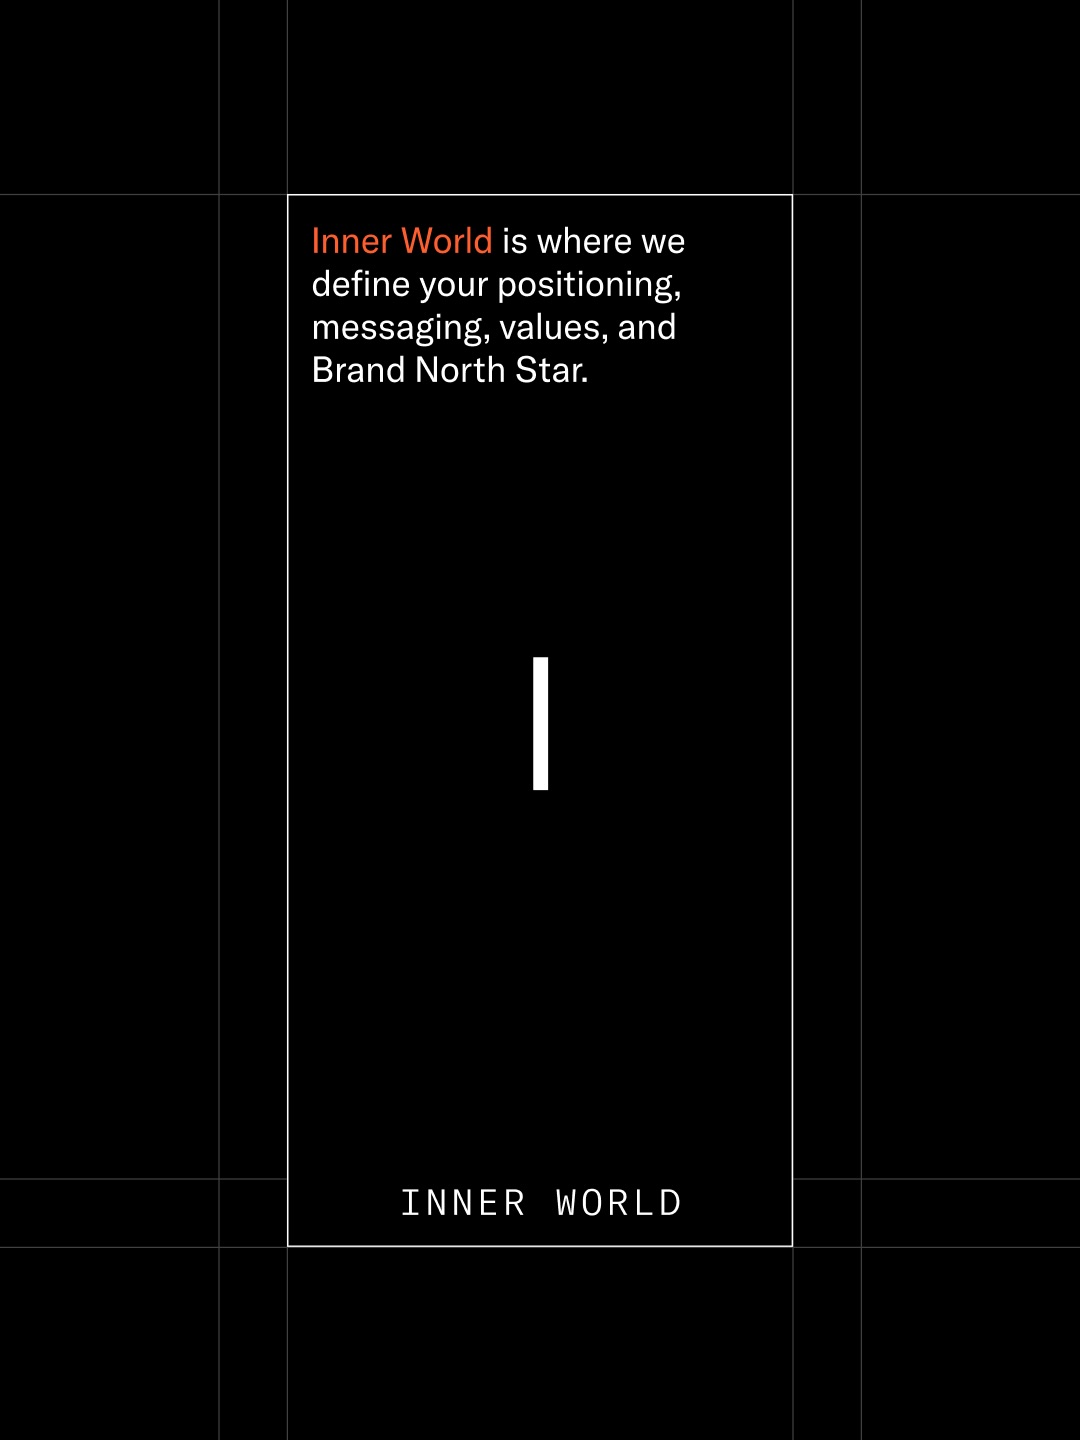 Inner World is where we
define your positioning,
messaging, values, and
Brand North Star.
I
INNER WORLD